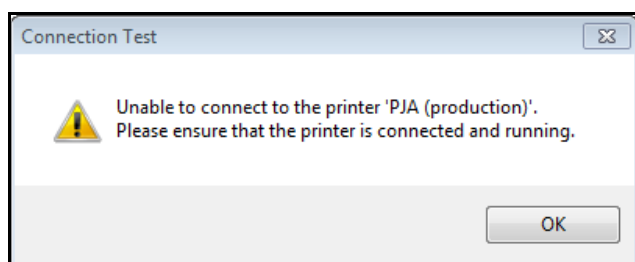 Connection Test
Unable to connect to the printer 'PJA (production)'.
Please ensure that the printer is connected and running.
OK